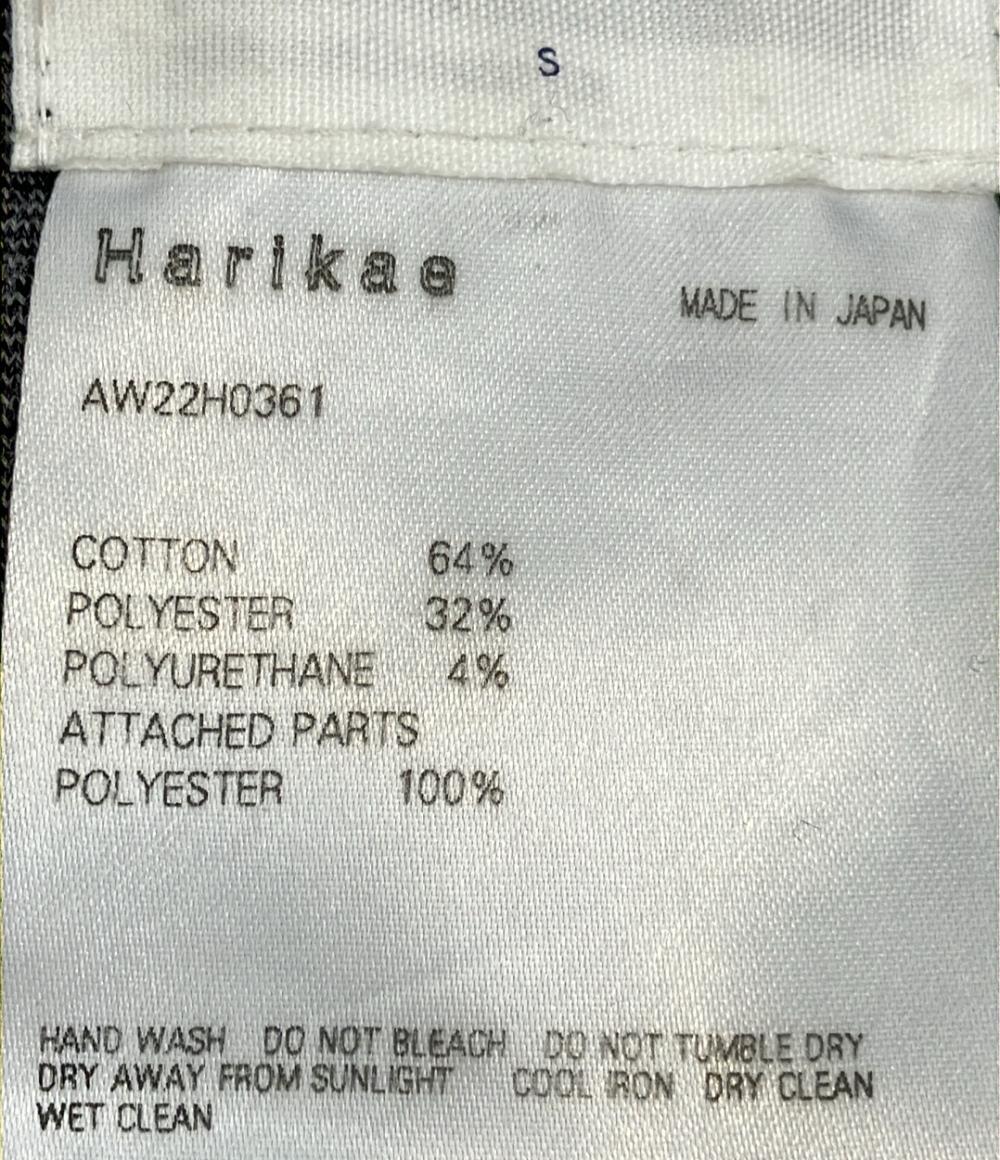 S
Harikae
MADE IN JAPAN
AW22H0361
COTTON 64%
POLYESTER 32%
POLYURETHANE 4%
ATTACHED PARTS
POLYESTER 100%
HAND WASH DO NOT BLEACH DO NOT TUMBLE DRY
DRY AWAY FROM SUNLIGHT COOL IRON DRY CLEAN
WET CLEAN